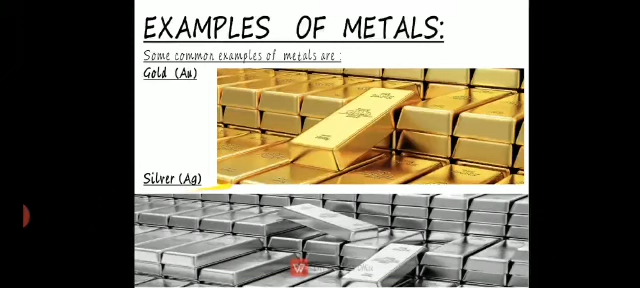 EXAMPLES OF METALS:
Some common examples of metals are :
Gold (Au)
Silver (Ag)